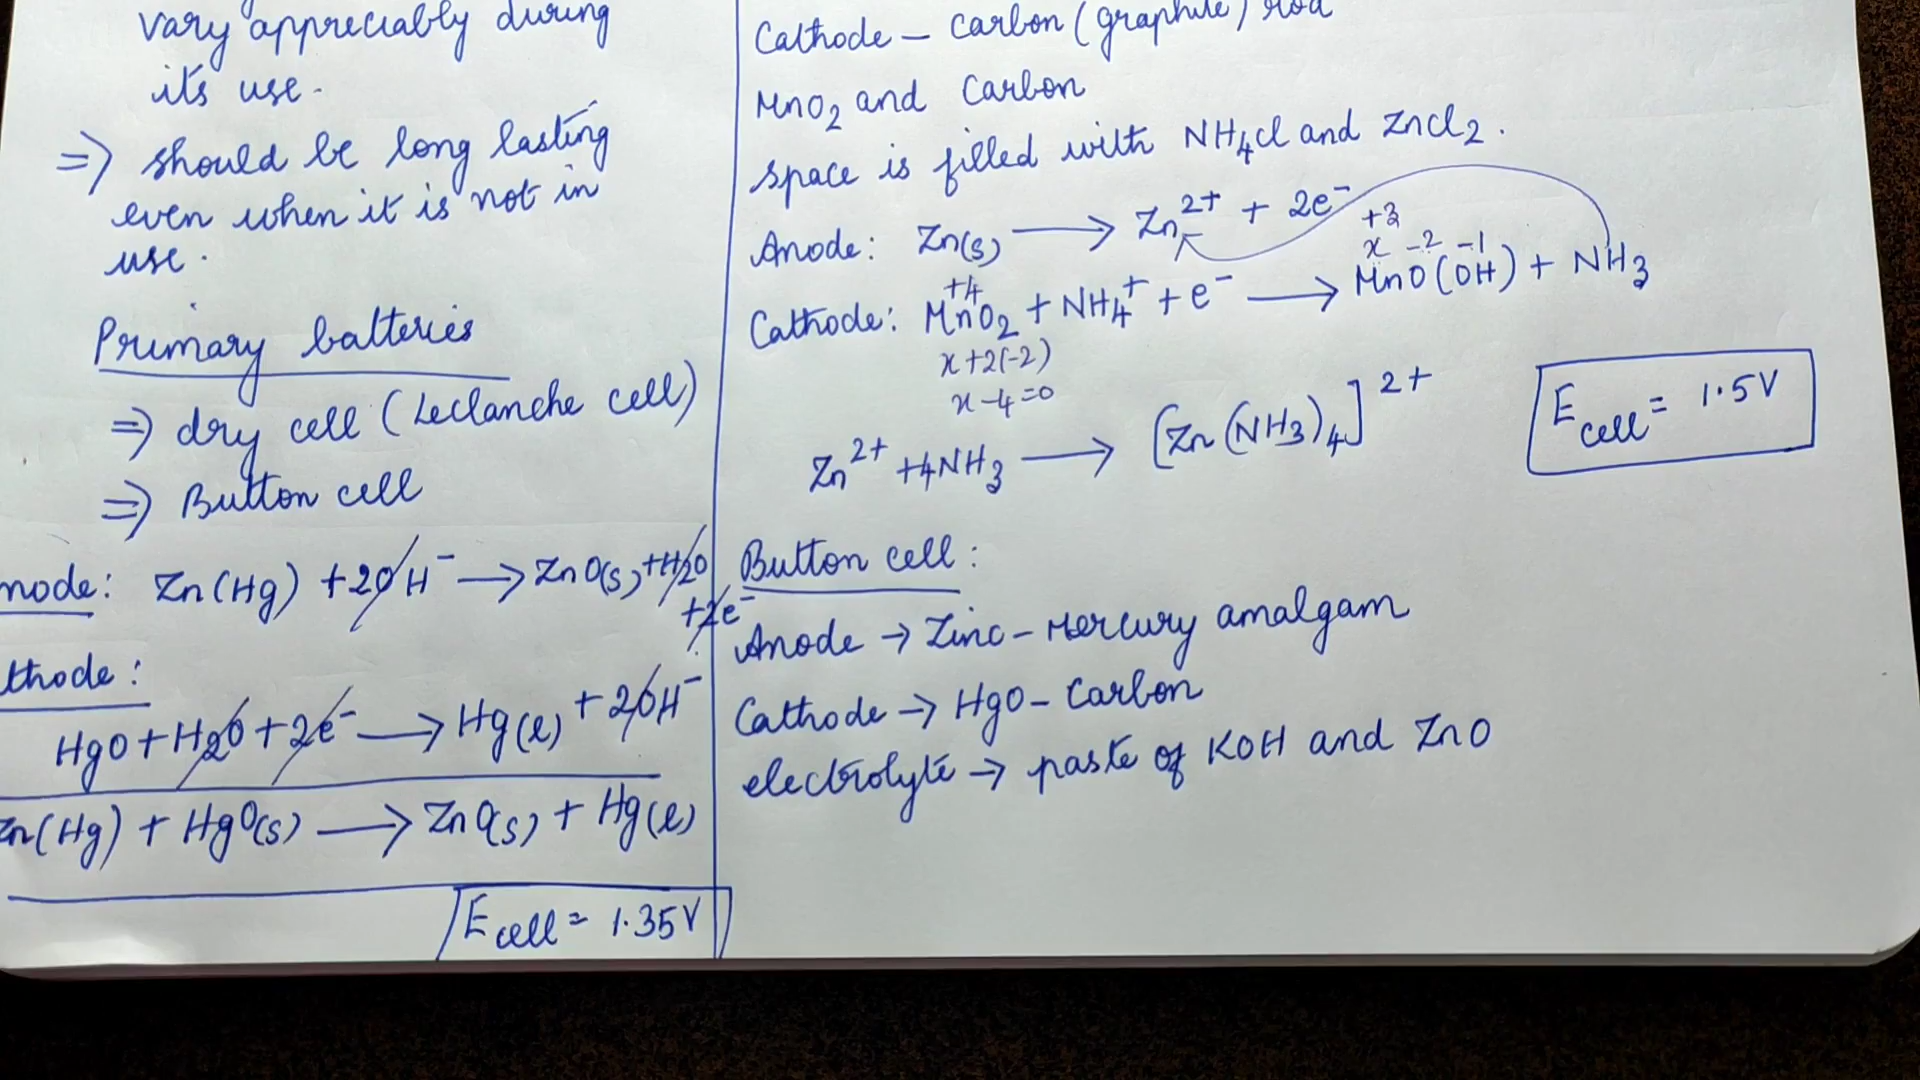 vary appreciably during
its use.
=> should be long lasting
even when it is not in
use.
Primary batteries
=> dry cell (Leclanche cell)
=> Button cell
node: Zn(Hg) + 2OH⁻ → ZnO(s) + H₂O
+2e⁻
thode:
HgO + H₂O + 2e⁻ → Hg(l) + 2OH⁻
Zn(Hg) + HgO(s) → ZnO(s) + Hg(l)
E cell = 1.35V
Cathode - Carbon (graphite) rod
MnO₂ and Carbon
space is filled with NH₄Cl and ZnCl₂.
Anode: Zn(s) → Zn²⁺ + 2e⁻
+3
x -2 -1
+4
Cathode: MnO₂ + NH₄⁺ + e⁻ → MnO(OH) + NH₃
x+2(-2)
x-4=0
Zn²⁺ + 4NH₃ → [Zn(NH₃)₄]²⁺
E cell = 1.5V
Button cell:
Anode → Zinc-Mercury amalgam
Cathode → HgO-Carbon
electrolyte → paste of KOH and ZnO